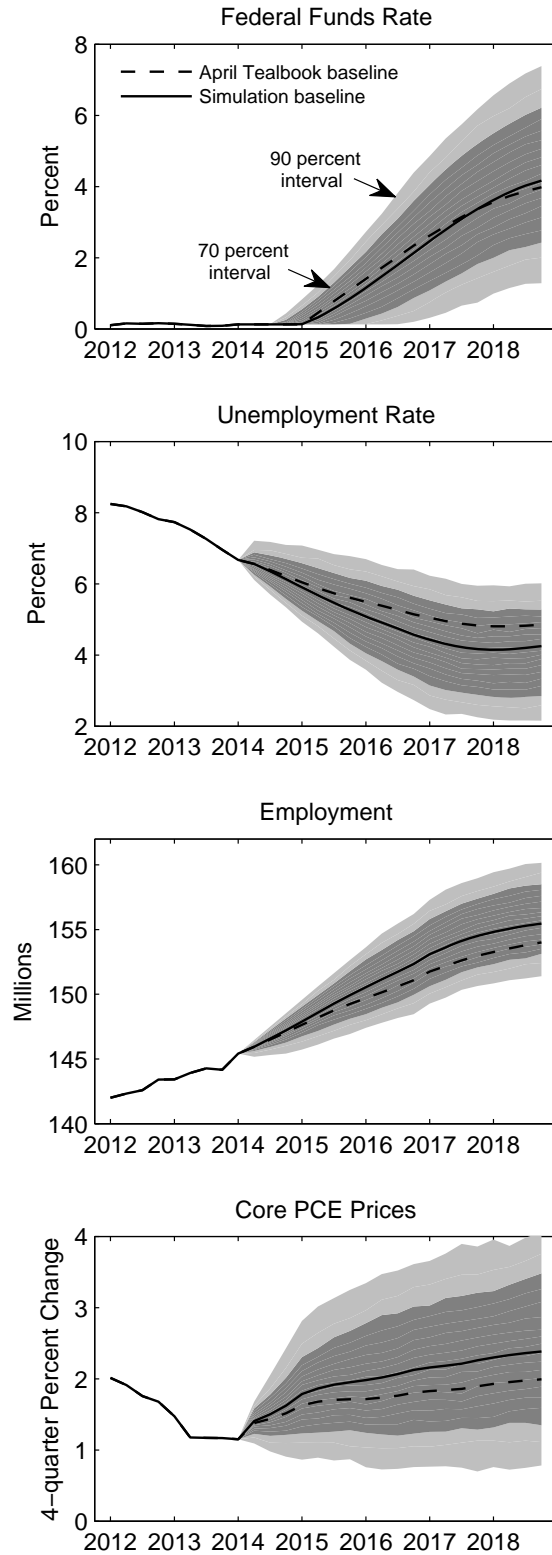 Federal Funds Rate
8
6
4
2
0
Percent
April Tealbook baseline
Simulation baseline
90 percent
interval
70 percent
interval
2012 2013 2014 2015 2016 2017 2018
Unemployment Rate
10
8
6
4
2
Percent
2012 2013 2014 2015 2016 2017 2018
Employment
160
155
150
145
140
Millions
2012 2013 2014 2015 2016 2017 2018
Core PCE Prices
4
3
2
1
0
4−quarter Percent Change
2012 2013 2014 2015 2016 2017 2018